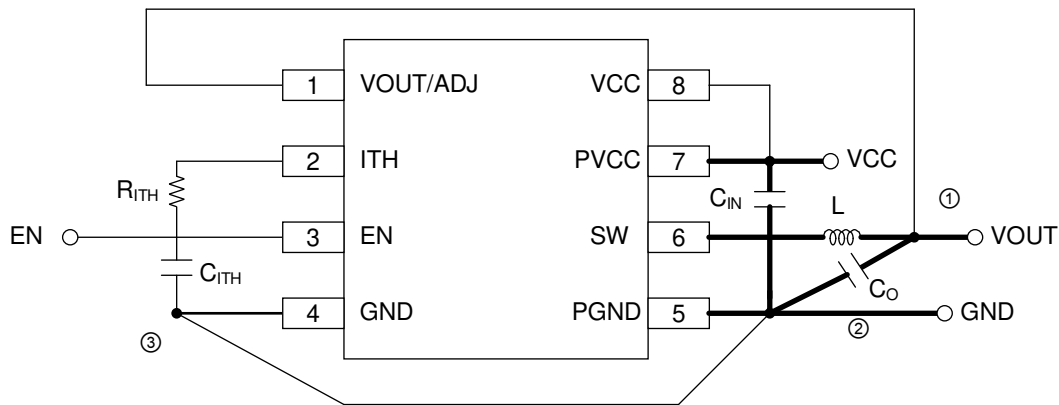 1 VOUT/ADJ VCC 8
2 ITH PVCC 7 VCC
RITH
CIN L ①
EN 3 EN SW 6 VOUT
CITH CO
4 GND PGND 5 GND
③ ②